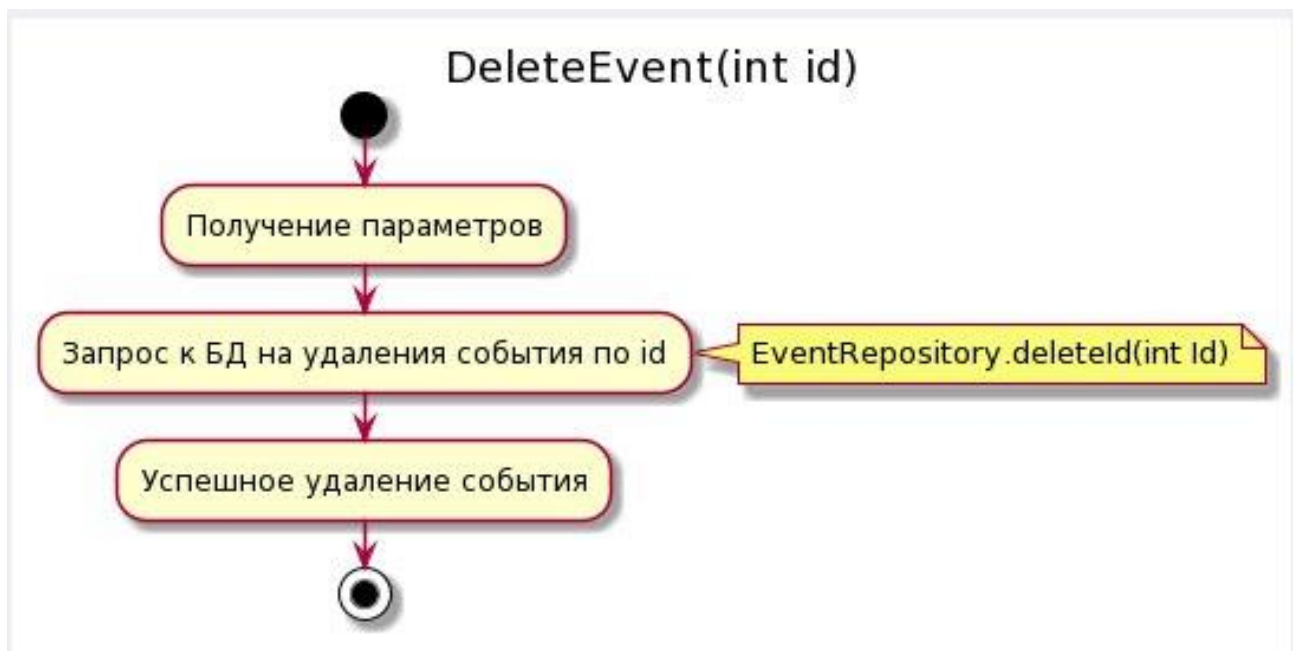 DeleteEvent(int id)
Получение параметров
Запрос к БД на удаления события по id
EventRepository.deleteId(int Id)
Успешное удаление события